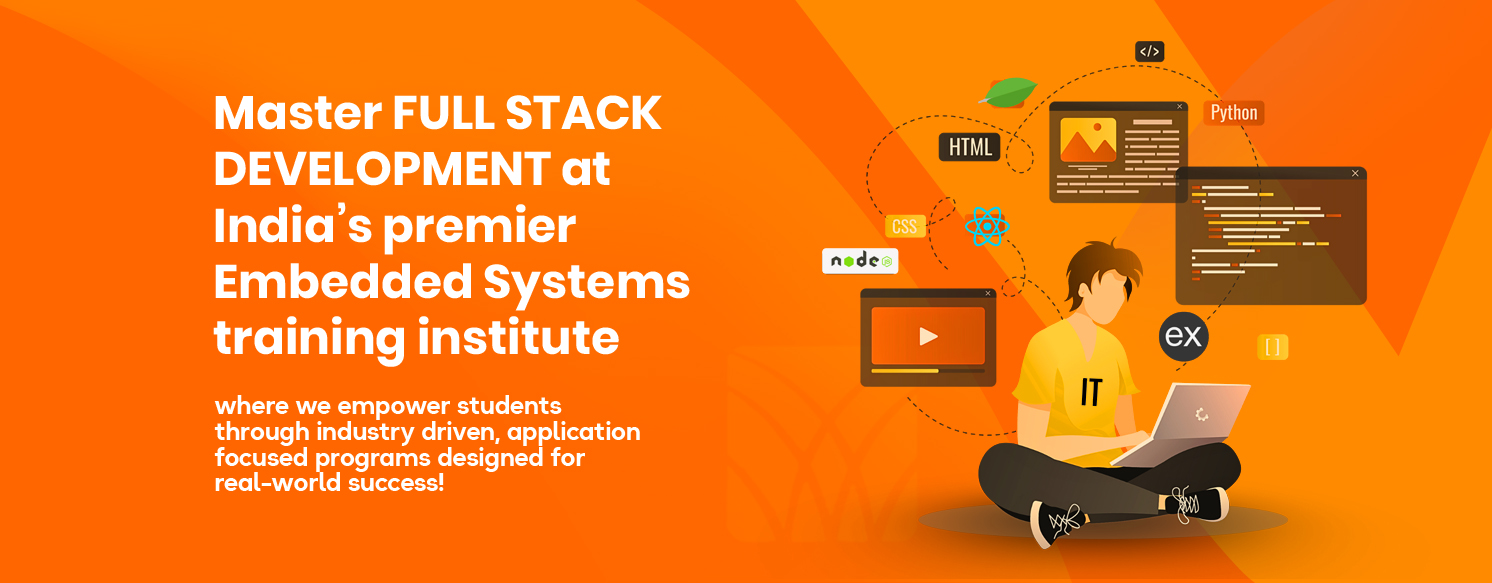 Master FULL STACK
DEVELOPMENT at
India’s premier
Embedded Systems
training institute
where we empower students
through industry driven, application
focused programs designed for
real-world success!
</>
Python
HTML
CSS
node
JS
ex
[ ]
IT